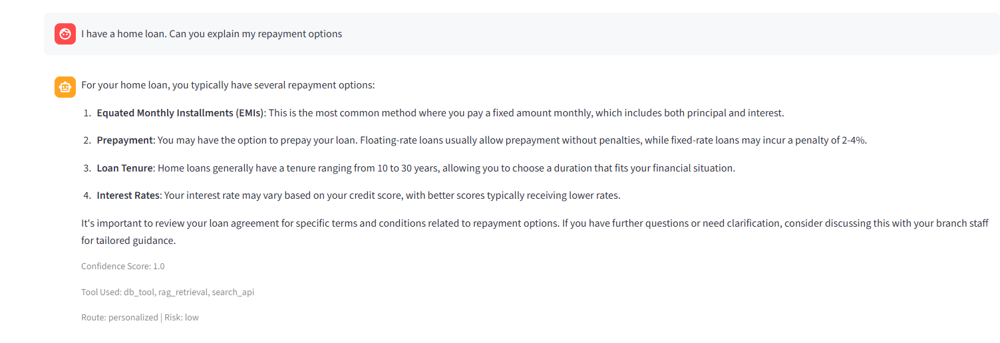 I have a home loan. Can you explain my repayment options
For your home loan, you typically have several repayment options:
1. Equated Monthly Installments (EMIs): This is the most common method where you pay a fixed amount monthly, which includes both principal and interest.
2. Prepayment: You may have the option to prepay your loan. Floating-rate loans usually allow prepayment without penalties, while fixed-rate loans may incur a penalty of 2-4%.
3. Loan Tenure: Home loans generally have a tenure ranging from 10 to 30 years, allowing you to choose a duration that fits your financial situation.
4. Interest Rates: Your interest rate may vary based on your credit score, with better scores typically receiving lower rates.
It's important to review your loan agreement for specific terms and conditions related to repayment options. If you have further questions or need clarification, consider discussing this with your branch staff
for tailored guidance.
Confidence Score: 1.0
Tool Used: db_tool, rag_retrieval, search_api
Route: personalized | Risk: low